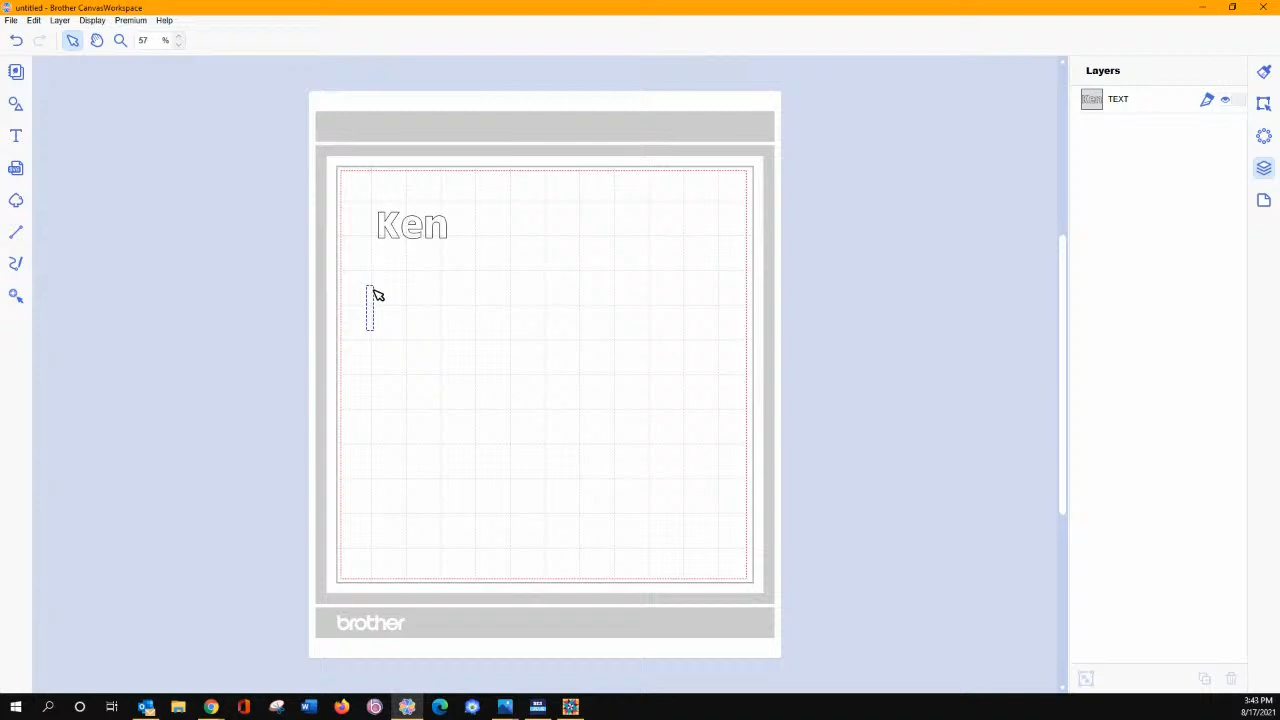 untitled - Brother CanvasWorkspace
File Edit Layer Display Premium Help
57 %
Layers
TEXT
Ken
brother
3:43 PM
8/17/2021